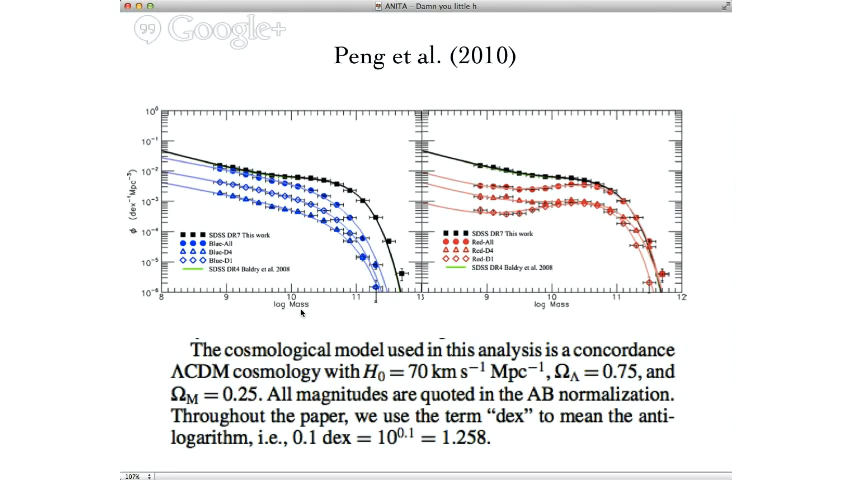 ANITA – Damn you little h
Google+
Peng et al. (2010)
10⁰
10⁻¹
10⁻²
10⁻³
10⁻⁴
10⁻⁵
10⁻⁶
ϕ (dex⁻¹Mpc⁻³)
SDSS DR7 This work
Blue-All
Blue-D4
Blue-D1
SDSS DR4 Baldry et al. 2008
8 9 10 11
log Mass
SDSS DR7 This work
Red-All
Red-D4
Red-D1
SDSS DR4 Baldry et al. 2008
9 10 11 12
log Mass
The cosmological model used in this analysis is a concordance
ΛCDM cosmology with H₀ = 70 km s⁻¹ Mpc⁻¹, Ω_Λ = 0.75, and
Ω_M = 0.25. All magnitudes are quoted in the AB normalization.
Throughout the paper, we use the term “dex” to mean the anti-
logarithm, i.e., 0.1 dex = 10^0.1 = 1.258.
107%